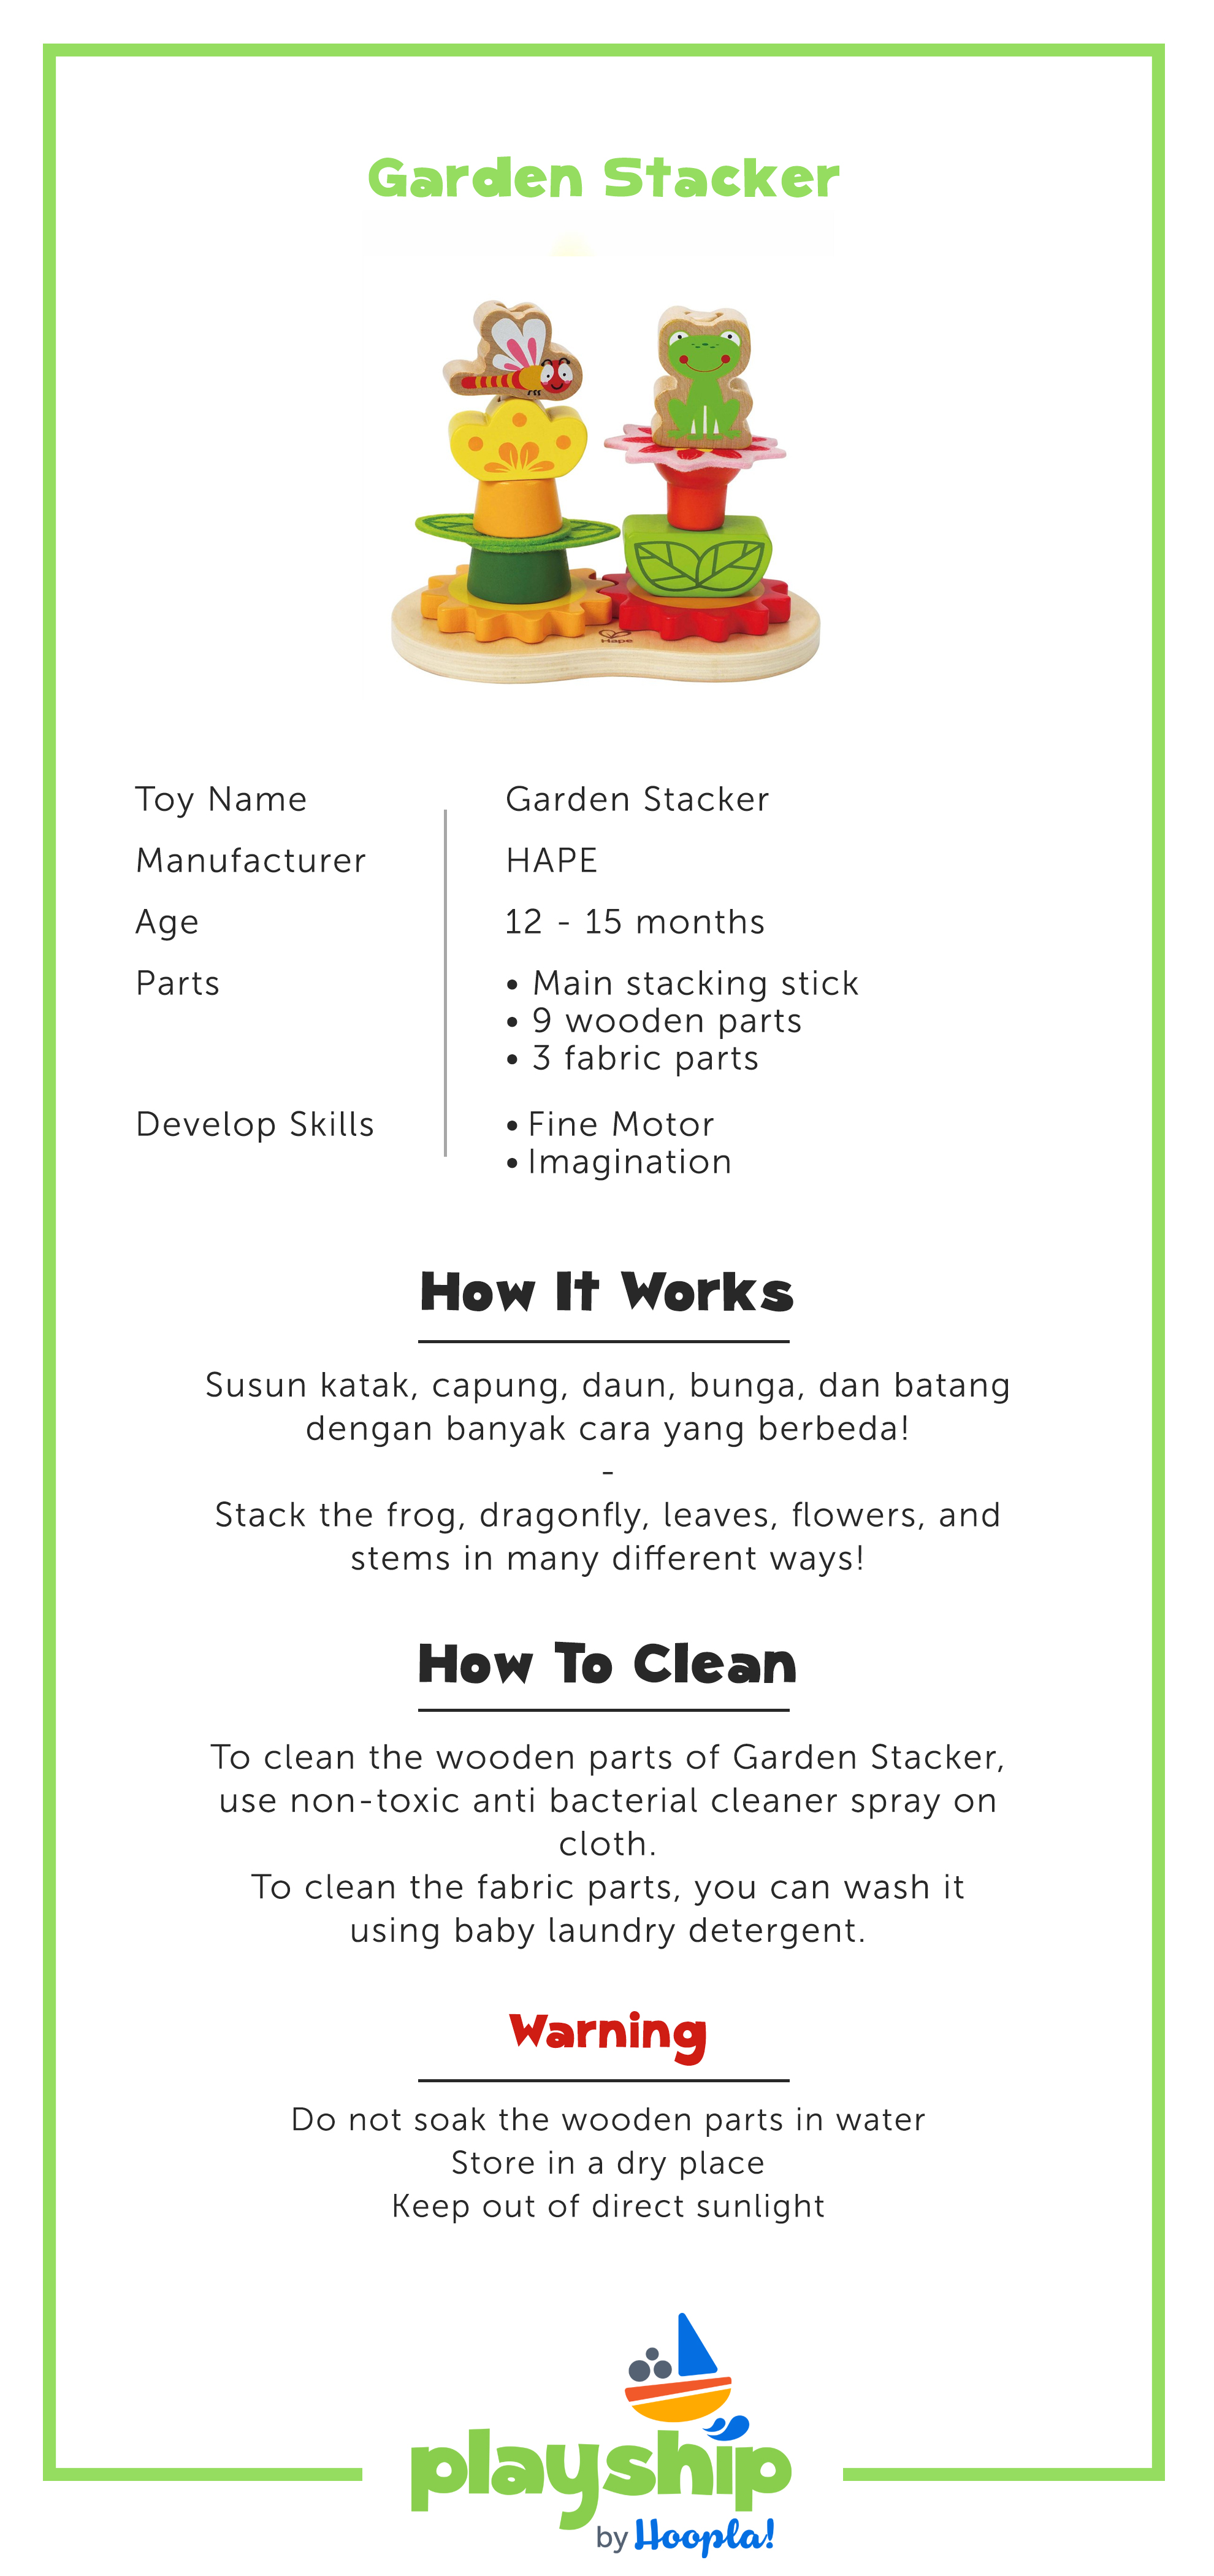 Garden Stacker
Hape
Toy Name
Garden Stacker
Manufacturer
HAPE
Age
12 - 15 months
Parts
• Main stacking stick
• 9 wooden parts
• 3 fabric parts
Develop Skills
• Fine Motor
• Imagination
How It Works
Susun katak, capung, daun, bunga, dan batang
dengan banyak cara yang berbeda!
-
Stack the frog, dragonfly, leaves, flowers, and
stems in many different ways!
How To Clean
To clean the wooden parts of Garden Stacker,
use non-toxic anti bacterial cleaner spray on
cloth.
To clean the fabric parts, you can wash it
using baby laundry detergent.
Warning
Do not soak the wooden parts in water
Store in a dry place
Keep out of direct sunlight
playship
by Hoopla!